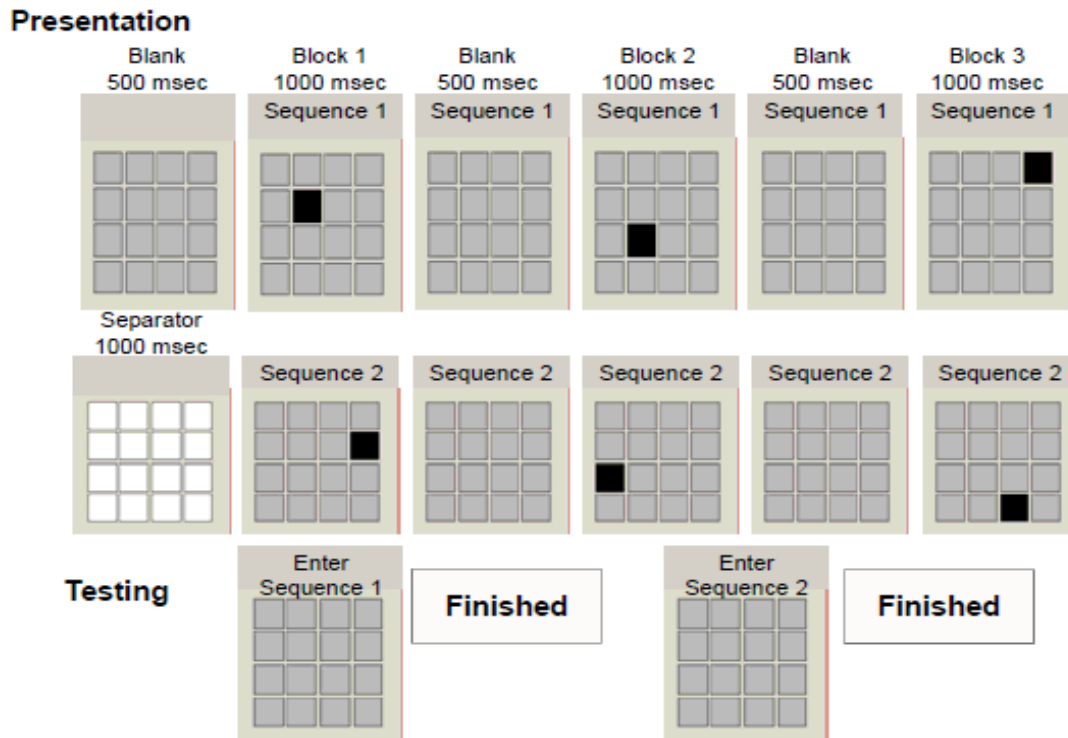 Presentation
Blank Block 1 Blank Block 2 Blank Block 3
500 msec 1000 msec 500 msec 1000 msec 500 msec 1000 msec
Sequence 1 Sequence 1 Sequence 1 Sequence 1 Sequence 1
Separator
1000 msec
Sequence 2 Sequence 2 Sequence 2 Sequence 2 Sequence 2
Testing
Enter
Sequence 1
Finished
Enter
Sequence 2
Finished